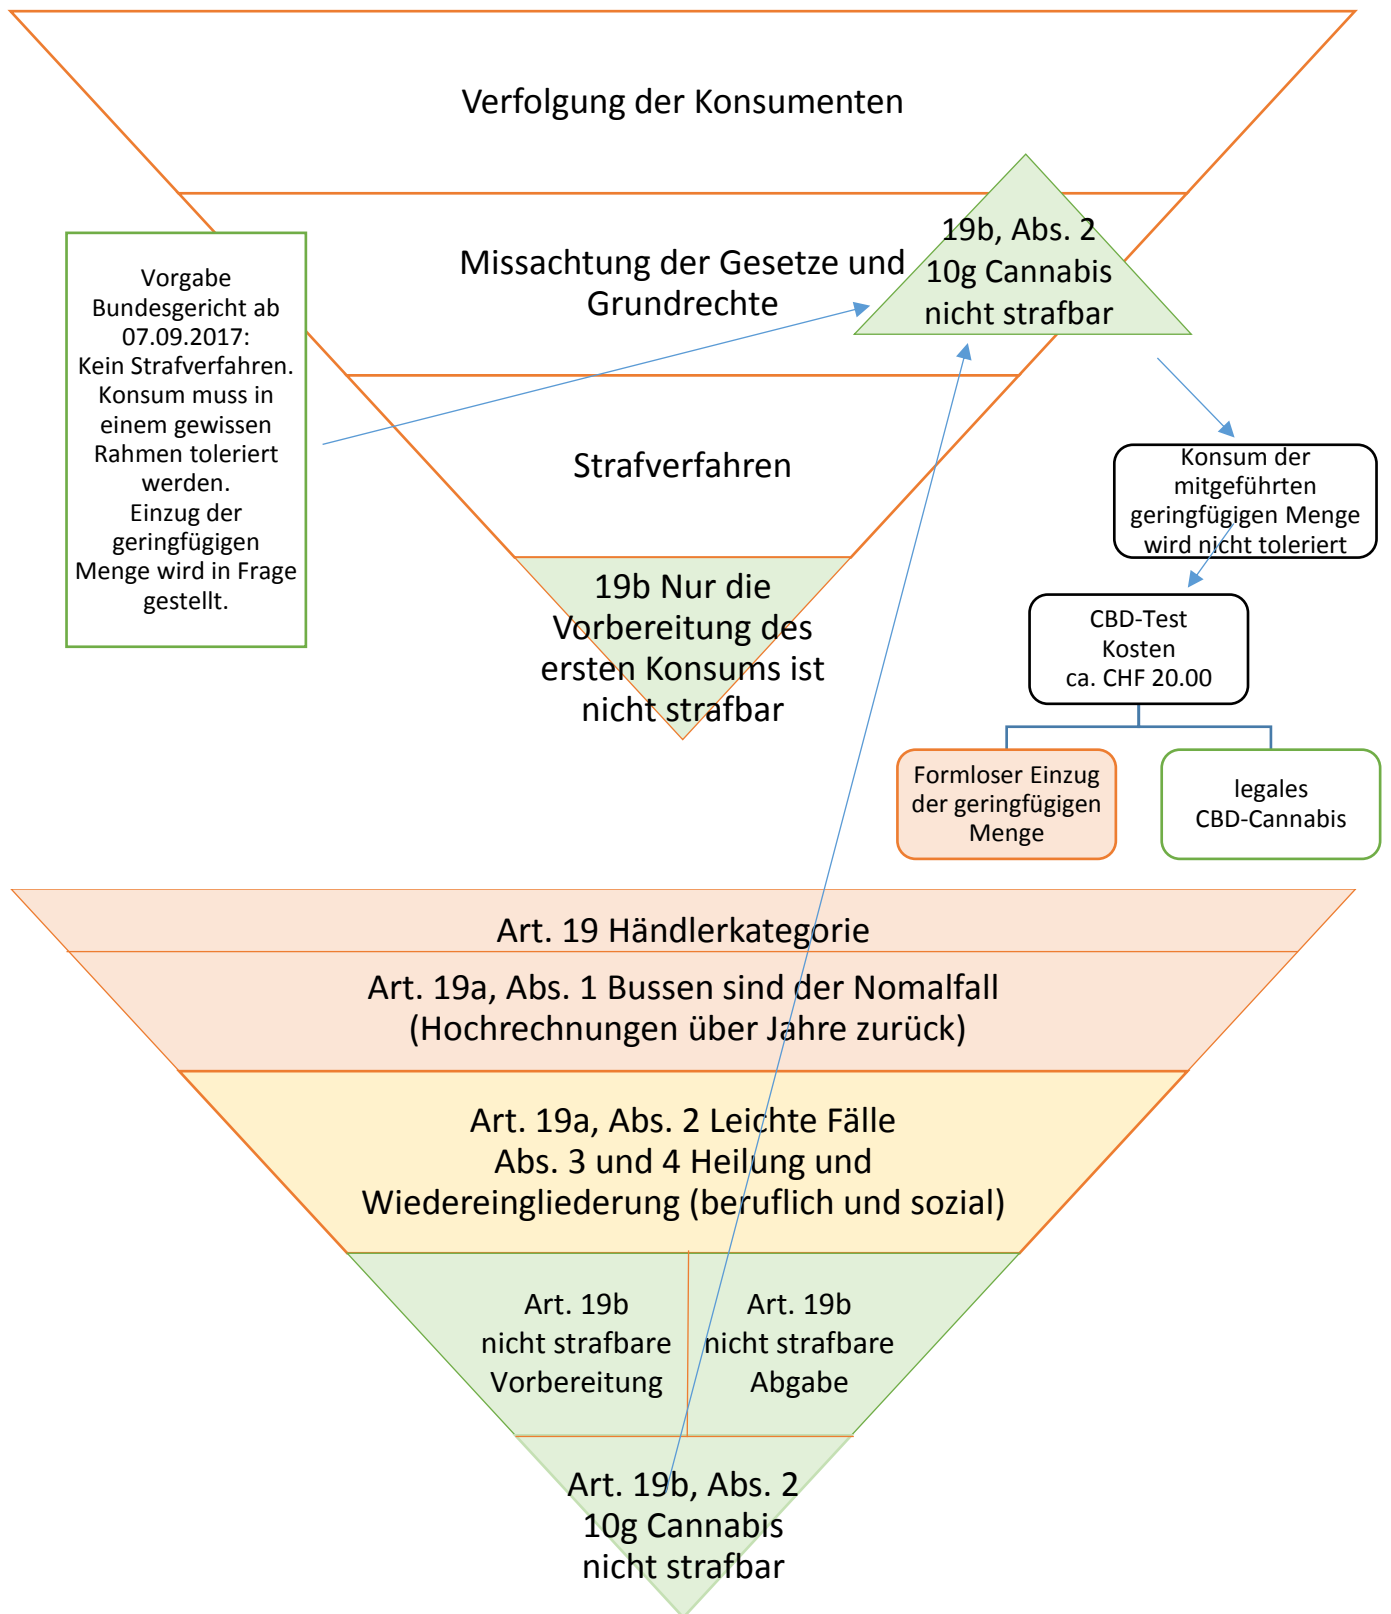 Verfolgung der Konsumenten
Missachtung der Gesetze und
Grundrechte
19b, Abs. 2
10g Cannabis
nicht strafbar
Vorgabe
Bundesgericht ab
07.09.2017:
Kein Strafverfahren.
Konsum muss in
einem gewissen
Rahmen toleriert
werden.
Einzug der
geringfügigen
Menge wird in Frage
gestellt.
Strafverfahren
Konsum der
mitgeführten
geringfügigen Menge
wird nicht toleriert
19b Nur die
Vorbereitung des
ersten Konsums ist
nicht strafbar
CBD-Test
Kosten
ca. CHF 20.00
Formloser Einzug
der geringfügigen
Menge
legales
CBD-Cannabis
Art. 19 Händlerkategorie
Art. 19a, Abs. 1 Bussen sind der Nomalfall
(Hochrechnungen über Jahre zurück)
Art. 19a, Abs. 2 Leichte Fälle
Abs. 3 und 4 Heilung und
Wiedereingliederung (beruflich und sozial)
Art. 19b
nicht strafbare
Vorbereitung
Art. 19b
nicht strafbare
Abgabe
Art. 19b, Abs. 2
10g Cannabis
nicht strafbar